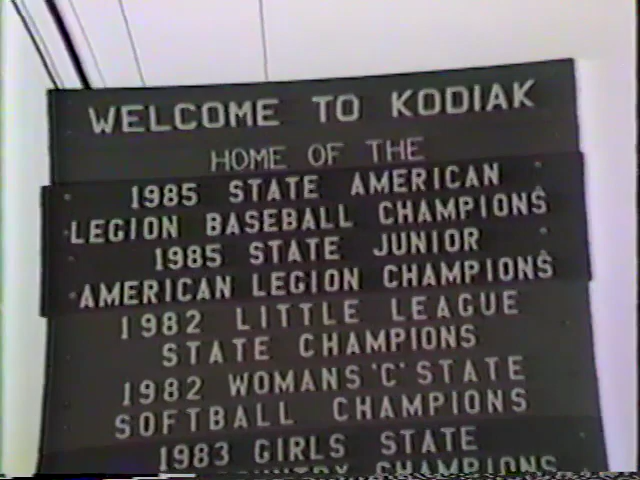 WELCOME TO KODIAK
HOME OF THE
1985 STATE AMERICAN
LEGION BASEBALL CHAMPIONS
1985 STATE JUNIOR
AMERICAN LEGION CHAMPIONS
1982 LITTLE LEAGUE
STATE CHAMPIONS
1982 WOMANS 'C' STATE
SOFTBALL CHAMPIONS
1983 GIRLS STATE
CHAMPIONS